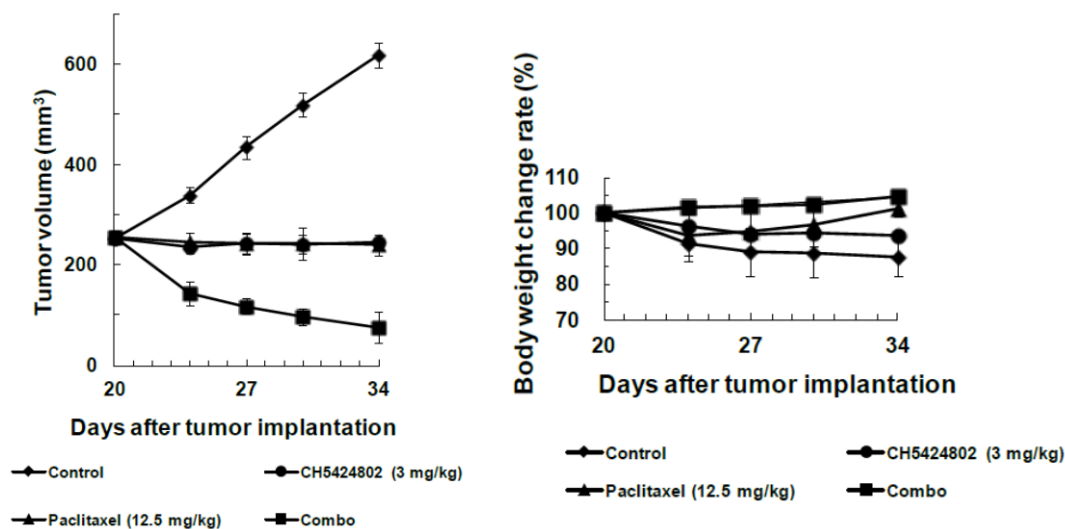 Tumor volume (mm³)
600
400
200
0
20
27
34
Days after tumor implantation
Control
CH5424802 (3 mg/kg)
Paclitaxel (12.5 mg/kg)
Combo
Body weight change rate (%)
110
100
90
80
70
20
27
34
Days after tumor implantation
Control
CH5424802 (3 mg/kg)
Paclitaxel (12.5 mg/kg)
Combo